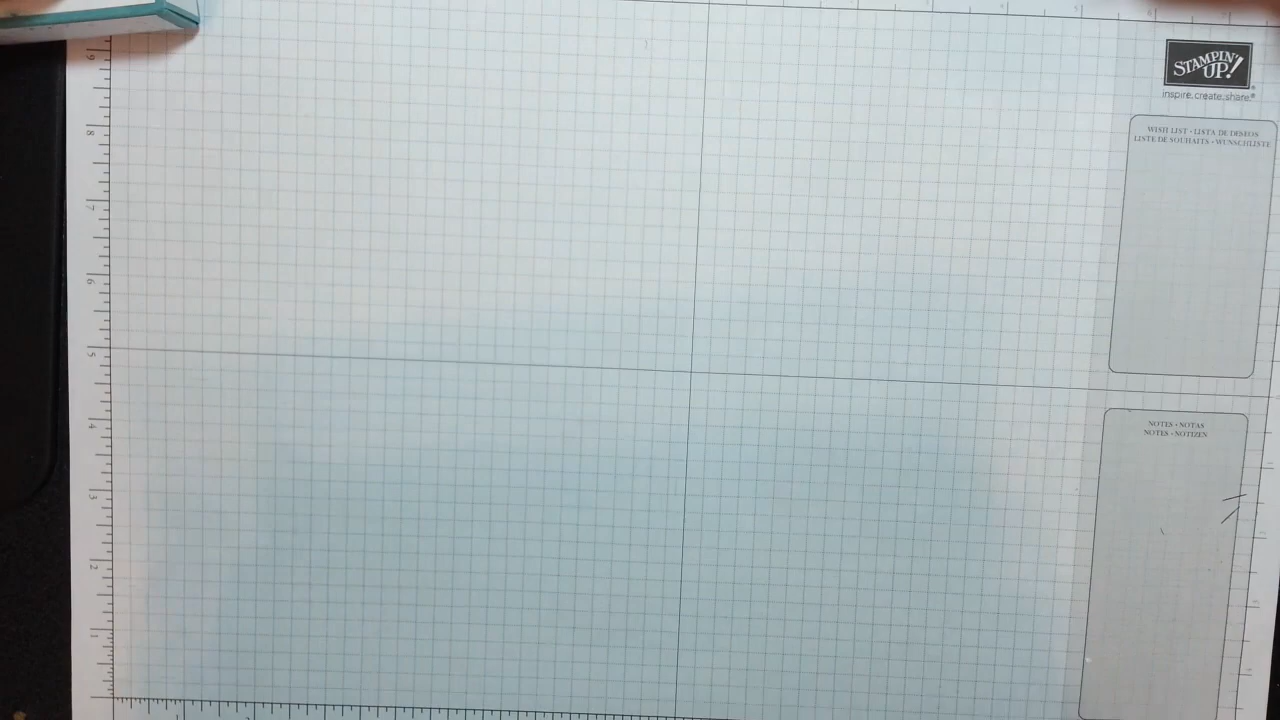 STAMPIN' UP!®
inspire.create.share.®
WISH LIST • LISTA DE DESEOS
LISTE DE SOUHAITS • WUNSCHLISTE
NOTES • NOTAS
NOTES • NOTIZEN
9
8
7
6
5
4
3
2
1